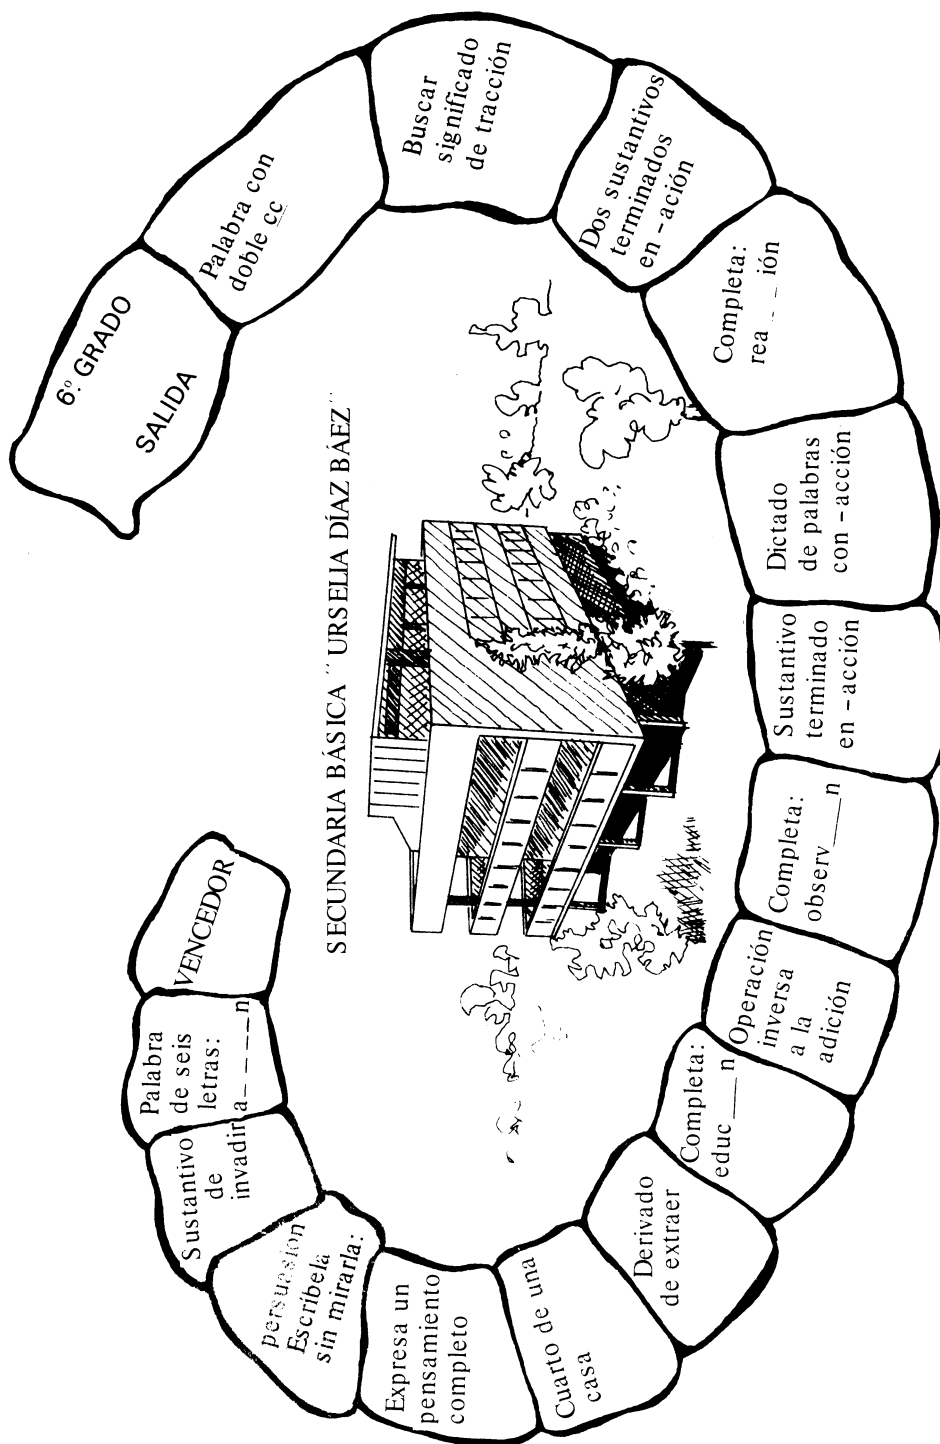 6º. GRADO
SALIDA
Palabra con
doble cc
Buscar
significado
de tracción
Dos sustantivos
terminados
en -ación
Completa:
rea _ _ ión
Dictado
de palabras
con -acción
Sustantivo
terminado
en -acción
Completa:
observ___n
Operación
inversa
a la
adición
Completa:
educ___n
Derivado
de extraer
Cuarto de una
casa
Expresa un
pensamiento
completo
persuasión
Escríbela
sin mirarla:
Sustantivo
de
invadir
Palabra
de seis
letras:
a_ _ _ _n
VENCEDOR
SECUNDARIA BÁSICA ¨URSELIA DÍAZ BÁEZ¨